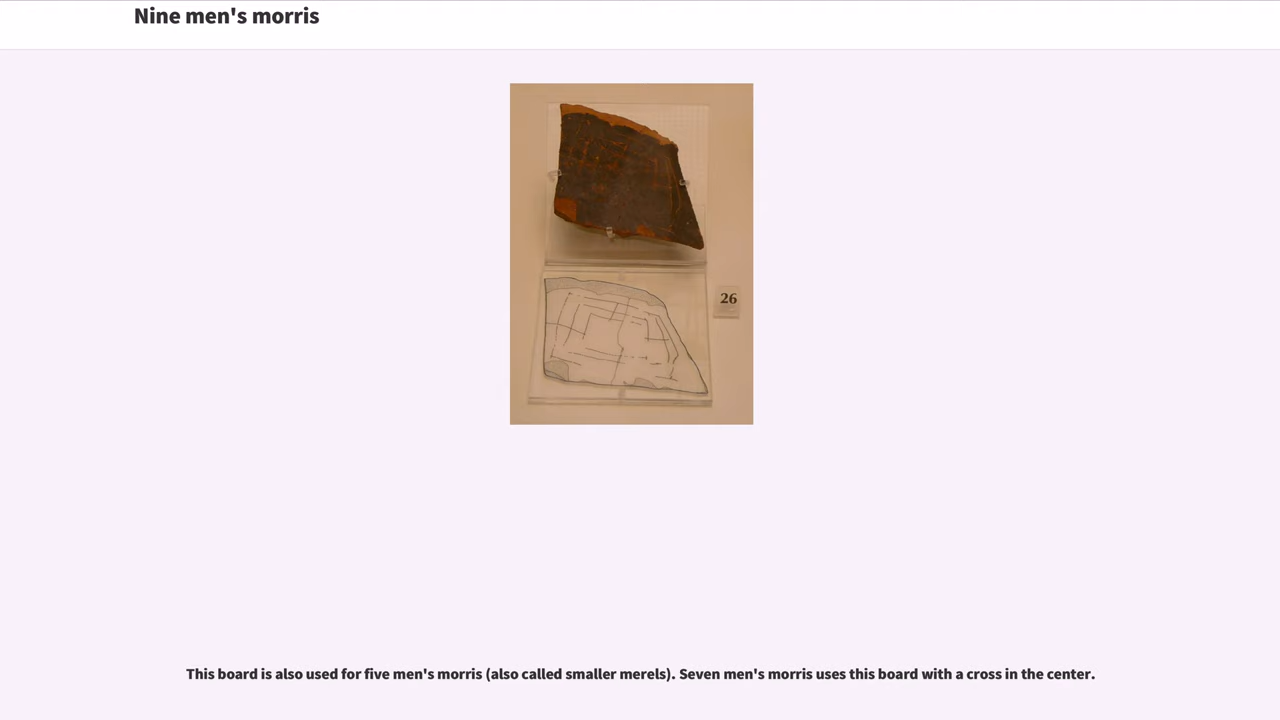 Nine men's morris
26
This board is also used for five men's morris (also called smaller merels). Seven men's morris uses this board with a cross in the center.